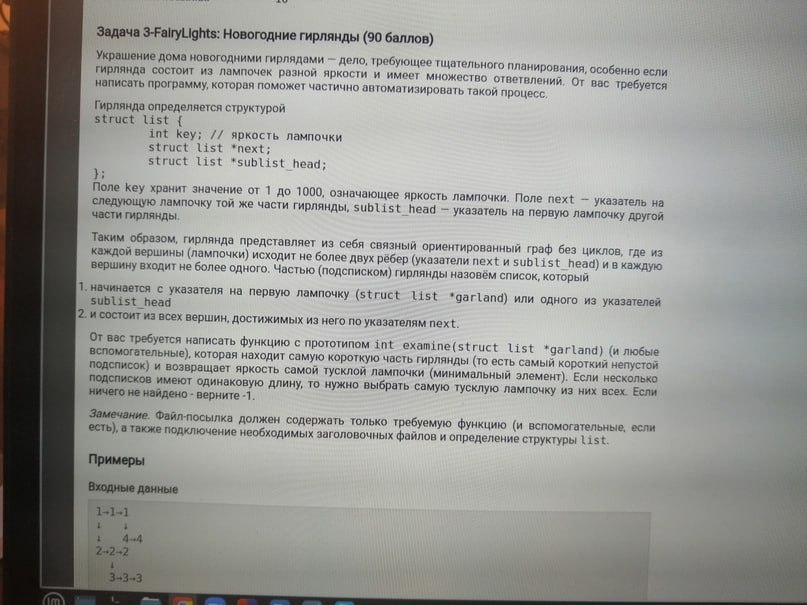 Задача 3-FairyLights: Новогодние гирлянды (90 баллов)
Украшение дома новогодними гирлядами — дело, требующее тщательного планирования, особенно если
гирлянда состоит из лампочек разной яркости и имеет множество ответвлений. От вас требуется
написать программу, которая поможет частично автоматизировать такой процесс.
Гирлянда определяется структурой
struct list {
int key; // яркость лампочки
struct list *next;
struct list *sublist_head;
};
Поле key хранит значение от 1 до 1000, означающее яркость лампочки. Поле next — указатель на
следующую лампочку той же части гирлянды, sublist_head — указатель на первую лампочку другой
части гирлянды.
Таким образом, гирлянда представляет из себя связный ориентированный граф без циклов, где из
каждой вершины (лампочки) исходит не более двух рёбер (указатели next и sublist_head) и в каждую
вершину входит не более одного. Частью (подсписком) гирлянды назовём список, который
1. начинается с указателя на первую лампочку (struct list *garland) или одного из указателей
sublist_head
2. и состоит из всех вершин, достижимых из него по указателям next.
От вас требуется написать функцию с прототипом int examine(struct list *garland) (и любые
вспомогательные), которая находит самую короткую часть гирлянды (то есть самый короткий непустой
подсписок) и возвращает яркость самой тусклой лампочки (минимальный элемент). Если несколько
подсписков имеют одинаковую длину, то нужно выбрать самую тусклую лампочку из них всех. Если
ничего не найдено - верните -1.
Замечание. Файл-посылка должен содержать только требуемую функцию (и вспомогательные, если
есть), а также подключение необходимых заголовочных файлов и определение структуры list.
Примеры
Входные данные
1→1→1
↓ ↓
↓ 4→4
2→2→2
↓
3→3→3